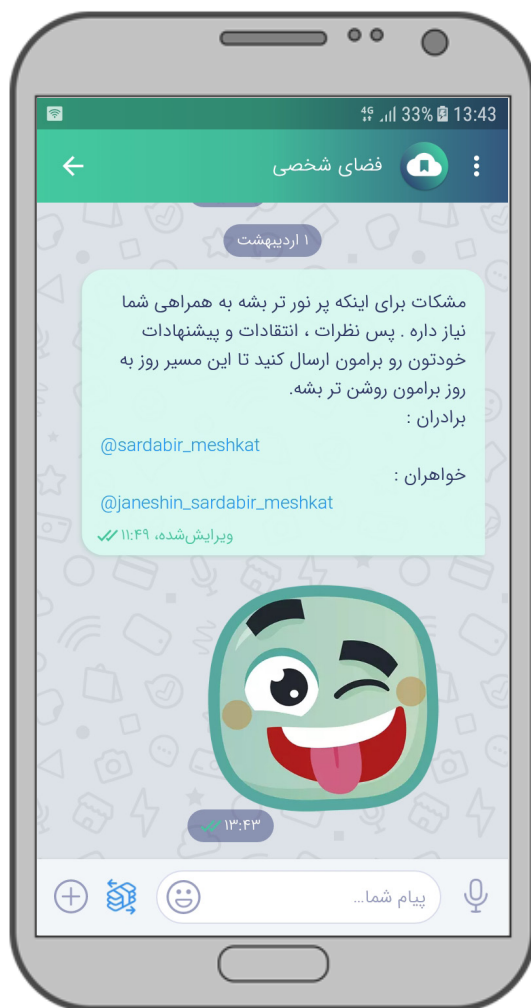 4G 33% 13:43
فضای شخصی
۱ اردیبهشت
مشکات برای اینکه پر نور تر بشه به همراهی شما
نیاز داره . پس نظرات ، انتقادات و پیشنهادات
خودتون رو برامون ارسال کنید تا این مسیر روز به
روز برامون روشن تر بشه.
برادران :
@sardabir_meshkat
خواهران :
@janeshin_sardabir_meshkat
ویرایش‌شده، ۱۱:۴۹
۱۳:۴۳
پیام شما...